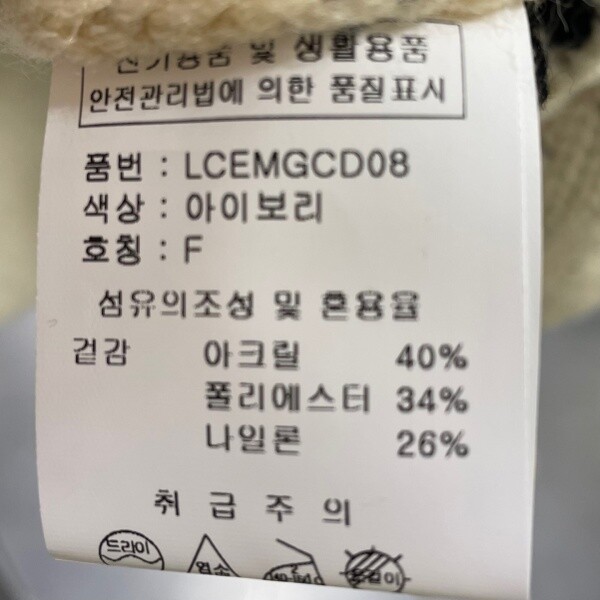 전기용품 및 생활용품
안전관리법에 의한 품질표시
품번 : LCEMGCD08
색상 : 아이보리
호칭 : F
섬유의조성 및 혼용율
겉감 아크릴 40%
폴리에스터 34%
나일론 26%
취 급 주 의
드라이 염소